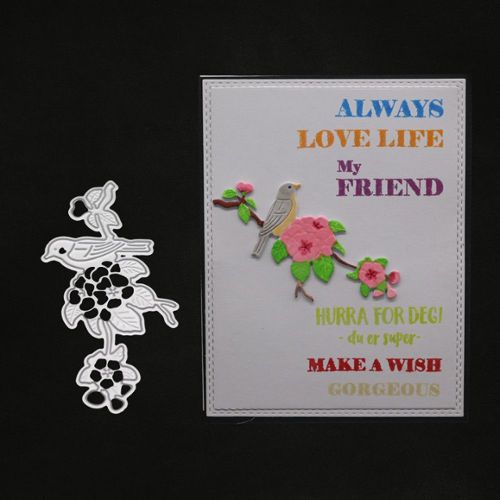 ALWAYS
LOVE LIFE
My
FRIEND
HURRA FOR DEG!
- du er super-
MAKE A WISH
GORGEOUS